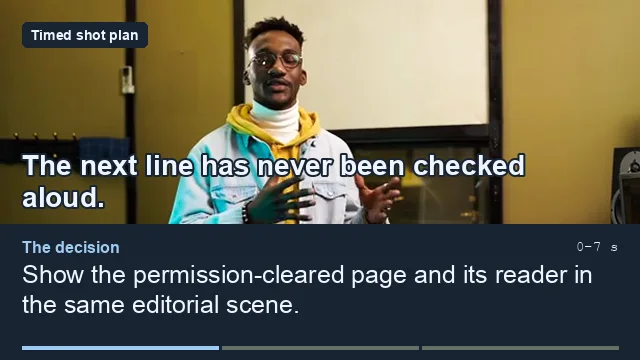 Timed shot plan
The next line has never been checked
aloud.
The decision
0–7 s
Show the permission-cleared page and its reader in
the same editorial scene.